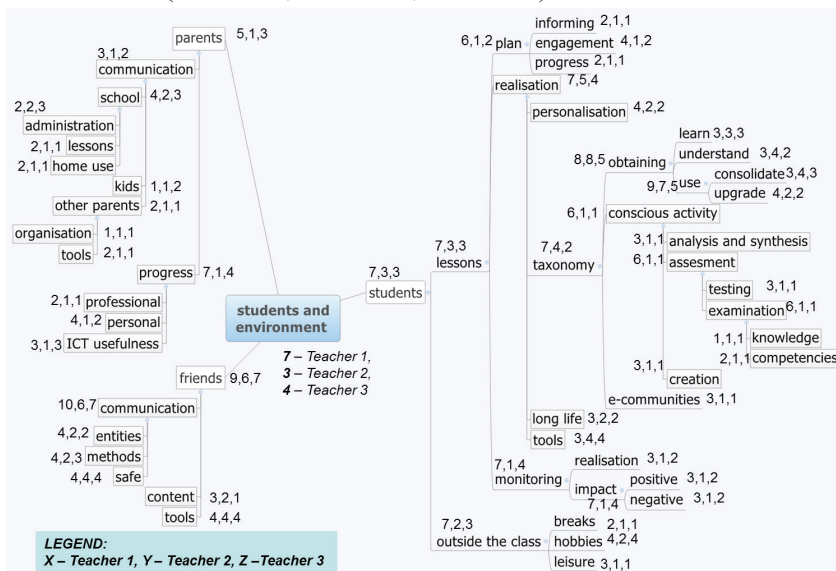 parents 5,1,3
3,1,2
communication
school 4,2,3
2,2,3
administration
2,1,1 lessons
2,1,1 home use
kids 1,1,2
other parents 2,1,1
organisation 1,1,1
tools 2,1,1
progress 7,1,4
2,1,1 professional
4,1,2 personal
3,1,3 ICT usefulness
students and
environment
7 – Teacher 1,
3 – Teacher 2,
4 – Teacher 3
friends 9,6,7
10,6,7 communication
4,2,2 entities
4,2,3 methods
4,4,4 safe
content 3,2,1
tools 4,4,4
LEGEND:
X – Teacher 1, Y – Teacher 2, Z –Teacher 3
7,3,3
students
7,3,3
lessons
6,1,2 plan
informing 2,1,1
engagement 4,1,2
progress 2,1,1
realisation 7,5,4
personalisation 4,2,2
7,4,2
taxonomy
8,8,5 obtaining
learn 3,3,3
understand 3,4,2
9,7,5 use
consolidate 3,4,3
upgrade 4,2,2
6,1,1 conscious activity
3,1,1 analysis and synthesis
6,1,1 assesment
testing 3,1,1
examination 6,1,1
1,1,1 knowledge
2,1,1 competencies
3,1,1 creation
e-communities 3,1,1
long life 3,2,2
tools 3,4,4
7,1,4
monitoring
realisation 3,1,2
impact
7,1,4
positive 3,1,2
negative 3,1,2
7,2,3
outside the class
breaks 2,1,1
hobbies 4,2,4
leisure 3,1,1